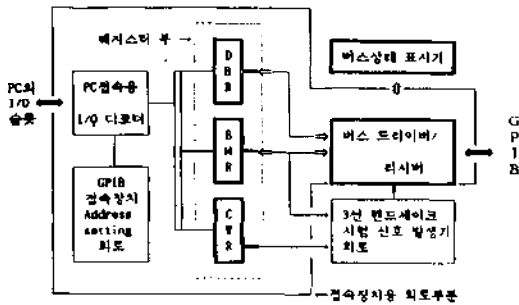 레지스터 부
버스상태 표시기
PC의
I/O
슬롯
PC접속용
I/O 디코더
D
B
R
B
M
R
C
W
R
버스 드라이버/
리시버
G
P
I
B
GPIB
접속장치
Address
setting
회로
3선 핸드셰이크
시험 신호 발생기
회로
접속장치용 회로부분